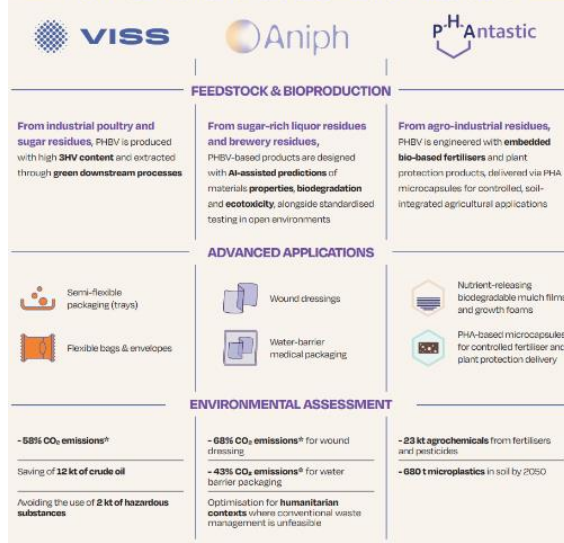 VISS
Aniph
P.H.Antastic
FEEDSTOCK & BIOPRODUCTION
From industrial poultry and
sugar residues, PHBV is produced
with high 3HV content and extracted
through green downstream processes
From sugar-rich liquor residues
and brewery residues,
PHBV-based products are designed
with AI-assisted predictions of
materials properties, biodegradation
and ecotoxicity, alongside standardised
testing in open environments
From agro-industrial residues,
PHBV is engineered with embedded
bio-based fertilisers and plant
protection products, delivered via PHA
microcapsules for controlled, soil-
integrated agricultural applications
ADVANCED APPLICATIONS
Semi-flexible
packaging (trays)
Flexible bags & envelopes
Wound dressings
Water-barrier
medical packaging
Nutrient-releasing
biodegradable mulch films
and growth foams
PHA-based microcapsules
for controlled fertiliser and
plant protection delivery
ENVIRONMENTAL ASSESSMENT
- 58% CO₂ emissions*
Saving of 12 kt of crude oil
Avoiding the use of 2 kt of hazardous
substances
- 68% CO₂ emissions* for wound
dressing
- 43% CO₂ emissions* for water
barrier packaging
Optimisation for humanitarian
contexts where conventional waste
management is unfeasible
- 23 kt agrochemicals from fertilisers
and pesticides
- 680 t microplastics in soil by 2050